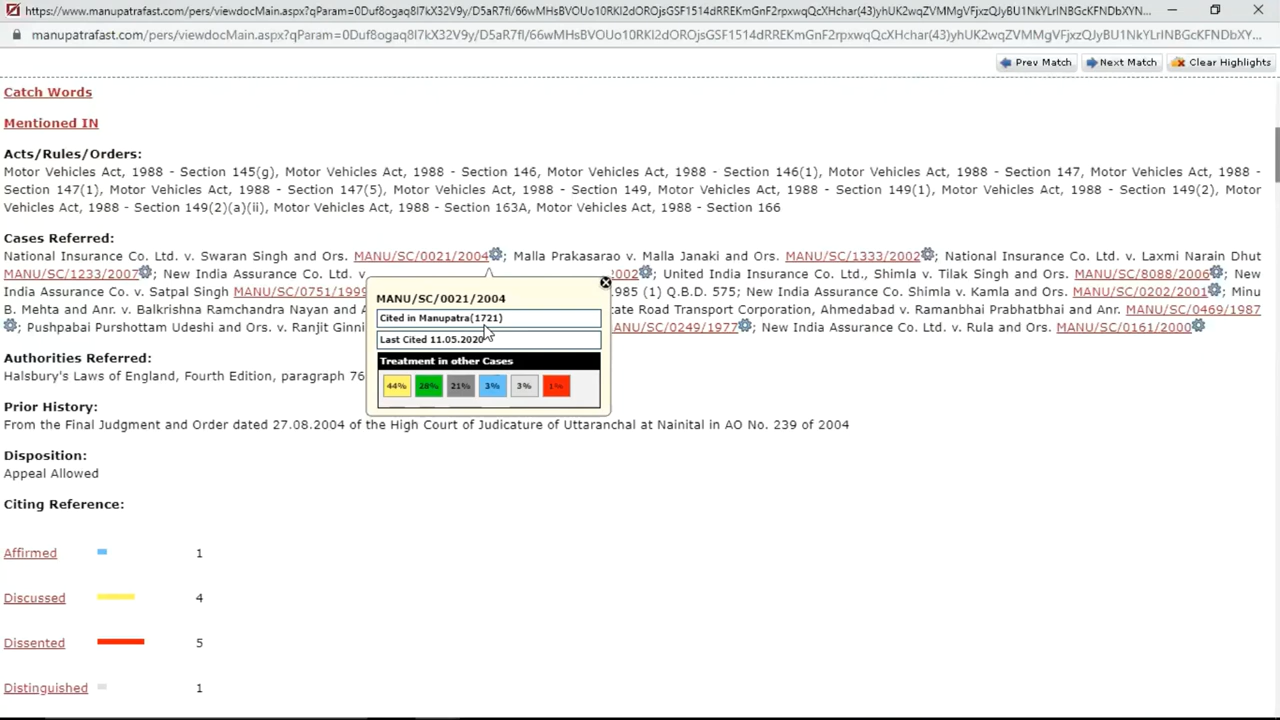 https://www.manupatrafast.com/pers/viewdocMain.aspx?qParam=0Duf8ogaq8I7kX32V9y/D5aR7fl/66wMHsBVOUo10RKI2dOROjsGSF1514dRREKmGnF2rpxwqQcXHchar(43)yhUK2wqZVMMgVFjxzQJyBU1NkYLrINBGcKFNDbXYN...
manupatrafast.com/pers/viewdocMain.aspx?qParam=0Duf8ogaq8I7kX32V9y/D5aR7fl/66wMHsBVOUo10RKI2dOROjsGSF1514dRREKmGnF2rpxwqQcXHchar(43)yhUK2wqZVMMgVFjxzQJyBU1NkYLrINBGcKFNDbXY...
Prev Match Next Match Clear Highlights
Catch Words
Mentioned IN
Acts/Rules/Orders:
Motor Vehicles Act, 1988 - Section 145(g), Motor Vehicles Act, 1988 - Section 146, Motor Vehicles Act, 1988 - Section 146(1), Motor Vehicles Act, 1988 - Section 147, Motor Vehicles Act, 1988 -
Section 147(1), Motor Vehicles Act, 1988 - Section 147(5), Motor Vehicles Act, 1988 - Section 149, Motor Vehicles Act, 1988 - Section 149(1), Motor Vehicles Act, 1988 - Section 149(2), Motor
Vehicles Act, 1988 - Section 149(2)(a)(ii), Motor Vehicles Act, 1988 - Section 163A, Motor Vehicles Act, 1988 - Section 166
Cases Referred:
National Insurance Co. Ltd. v. Swaran Singh and Ors. MANU/SC/0021/2004; Malla Prakasarao v. Malla Janaki and Ors. MANU/SC/1333/2002; National Insurance Co. Ltd. v. Laxmi Narain Dhut
MANU/SC/1233/2007; New India Assurance Co. Ltd. v 2002; United India Insurance Co. Ltd., Shimla v. Tilak Singh and Ors. MANU/SC/8088/2006; New
India Assurance Co. v. Satpal Singh MANU/SC/0751/1999 985 (1) Q.B.D. 575; New India Assurance Co. Shimla v. Kamla and Ors. MANU/SC/0202/2001; Minu
B. Mehta and Anr. v. Balkrishna Ramchandra Nayan and A tate Road Transport Corporation, Ahmedabad v. Ramanbhai Prabhatbhai and Anr. MANU/SC/0469/1987
; Pushpabai Purshottam Udeshi and Ors. v. Ranjit Ginni ANU/SC/0249/1977; New India Assurance Co. Ltd. v. Rula and Ors. MANU/SC/0161/2000
MANU/SC/0021/2004
Cited in Manupatra(1721)
Last Cited 11.05.2020
Treatment in other Cases
44% 28% 21% 3% 3% 1%
Authorities Referred:
Halsbury's Laws of England, Fourth Edition, paragraph 76
Prior History:
From the Final Judgment and Order dated 27.08.2004 of the High Court of Judicature of Uttaranchal at Nainital in AO No. 239 of 2004
Disposition:
Appeal Allowed
Citing Reference:
Affirmed 1
Discussed 4
Dissented 5
Distinguished 1